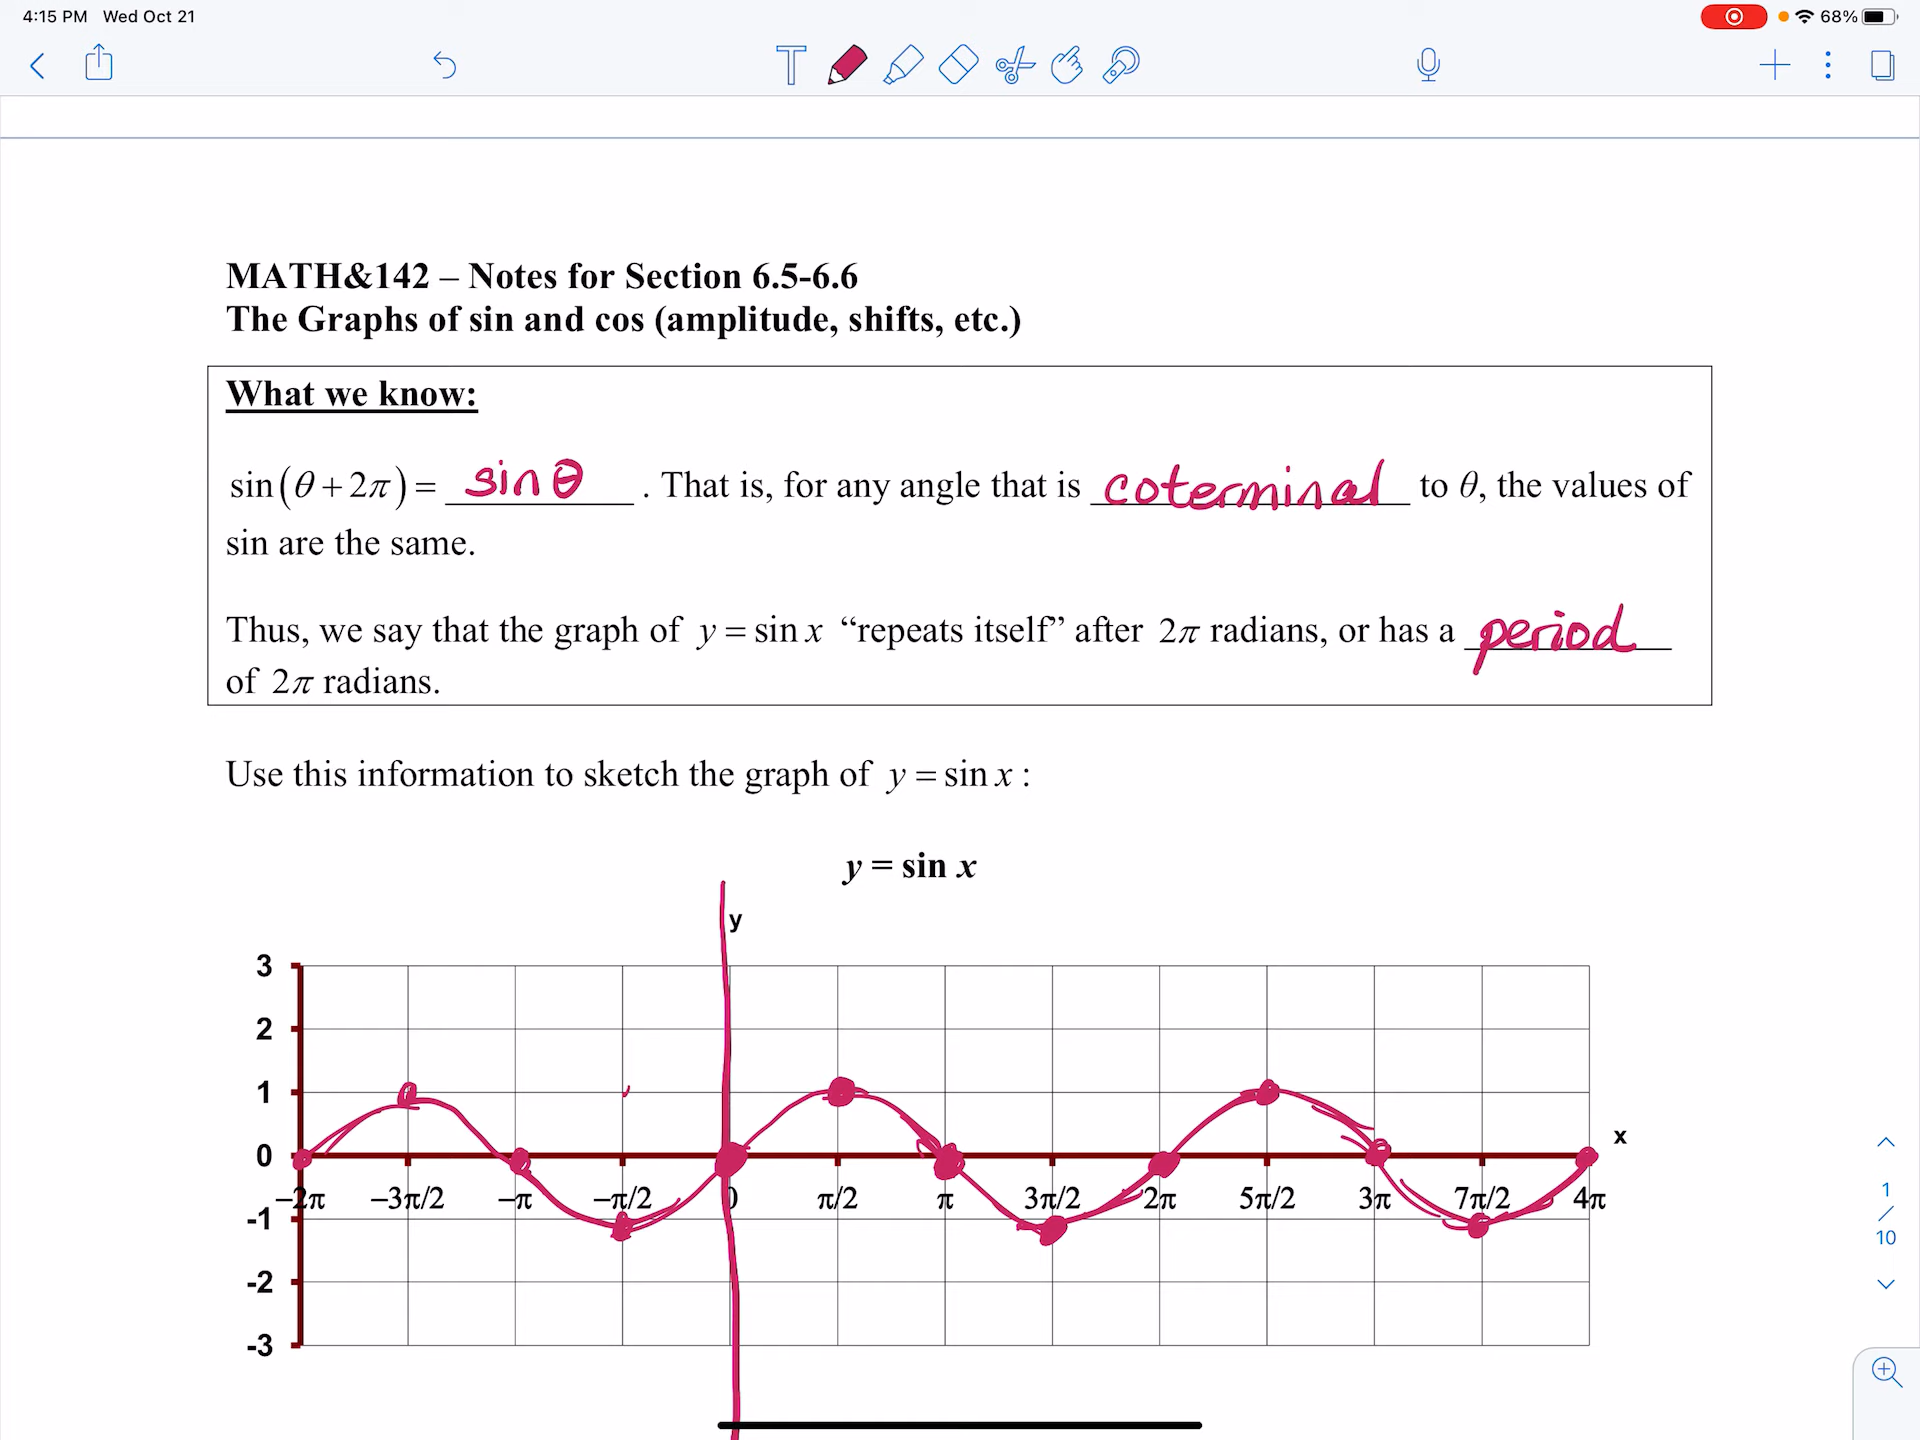 4:15 PM Wed Oct 21
68%
T
MATH&142 – Notes for Section 6.5-6.6
The Graphs of sin and cos (amplitude, shifts, etc.)
What we know:
sin(θ + 2π) = sin θ . That is, for any angle that is coterminal to θ, the values of
sin are the same.
Thus, we say that the graph of y = sin x “repeats itself” after 2π radians, or has a period
of 2π radians.
Use this information to sketch the graph of y = sin x :
y = sin x
y
3
2
1
x
0
−2π −3π/2 −π −π/2 0 π/2 π 3π/2 2π 5π/2 3π 7π/2 4π
-1
-2
-3
1
/
10